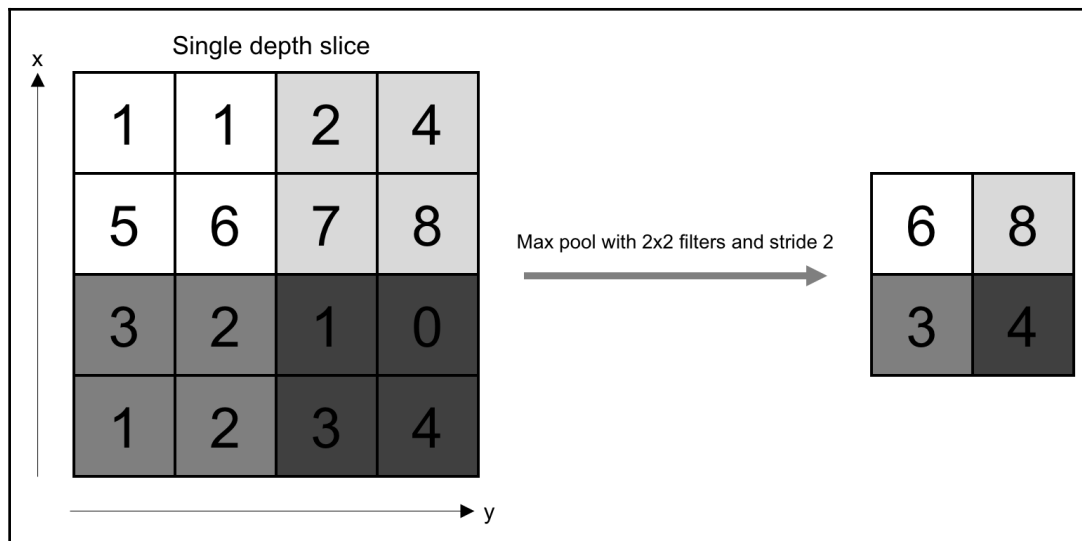 Single depth slice
x
1 1 2 4
5 6 7 8
3 2 1 0
1 2 3 4
y
Max pool with 2x2 filters and stride 2
6 8
3 4